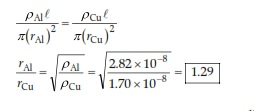 ρ_Al ℓ / π(r_Al)² = ρ_Cu ℓ / π(r_Cu)²
r_Al / r_Cu = √(ρ_Al / ρ_Cu) = √(2.82 × 10⁻⁸ / 1.70 × 10⁻⁸) = 1.29